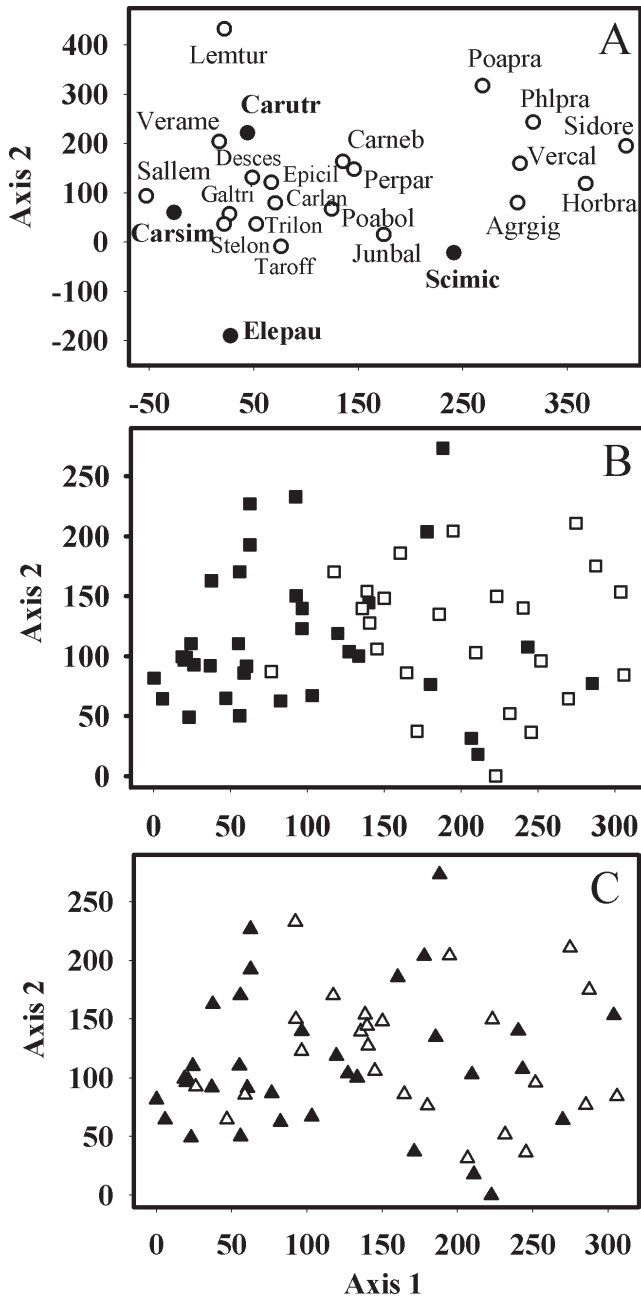 A
400
300
200
100
0
-100
-200
Axis 2
Lemtur
Poapra
Carutr
Phlpra
Verame
Carneb
Sidore
Desces
Epicil
Vercal
Sallem
Perpar
Galtri
Carlan
Horbra
Carsim
Trilon
Poabol
Agrgig
Stelon
Junbal
Taroff
Scimic
Elepau
-50 50 150 250 350
B
250
200
150
100
50
0
Axis 2
0 50 100 150 200 250 300
C
250
200
150
100
50
0
Axis 2
0 50 100 150 200 250 300
Axis 1